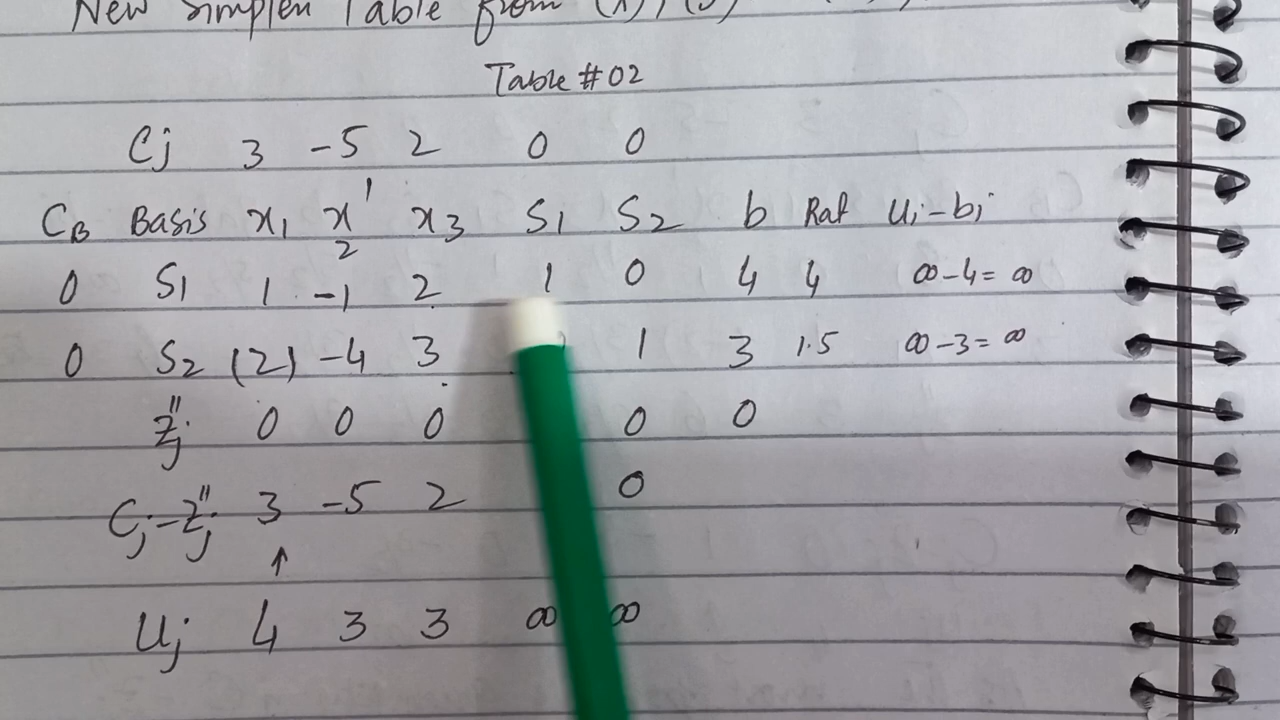 New Simplex Table from
Table #02
Cj 3 -5 2 0 0
CB Basis x1 x2' x3 S1 S2 b Rat Ui-bi
0 S1 1 -1 2 1 0 4 4 ∞-4=∞
0 S2 (2) -4 3 1 3 1.5 ∞-3=∞
Zj" 0 0 0 0 0
Cj-Zj" 3 -5 2 0
↑
Uj 4 3 3 ∞ ∞